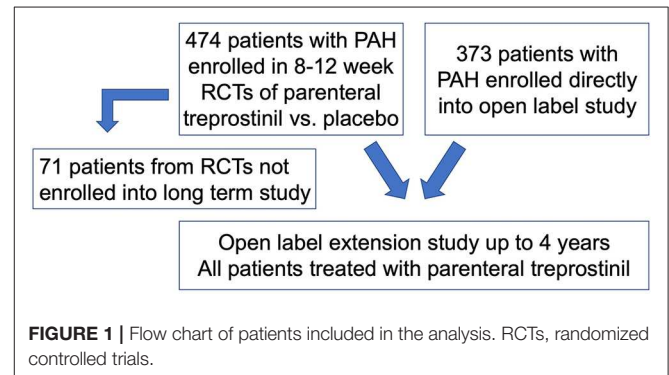 474 patients with PAH
enrolled in 8-12 week
RCTs of parenteral
treprostinil vs. placebo
373 patients with
PAH enrolled directly
into open label study
71 patients from RCTs not
enrolled into long term study
Open label extension study up to 4 years
All patients treated with parenteral treprostinil
FIGURE 1 | Flow chart of patients included in the analysis. RCTs, randomized
controlled trials.